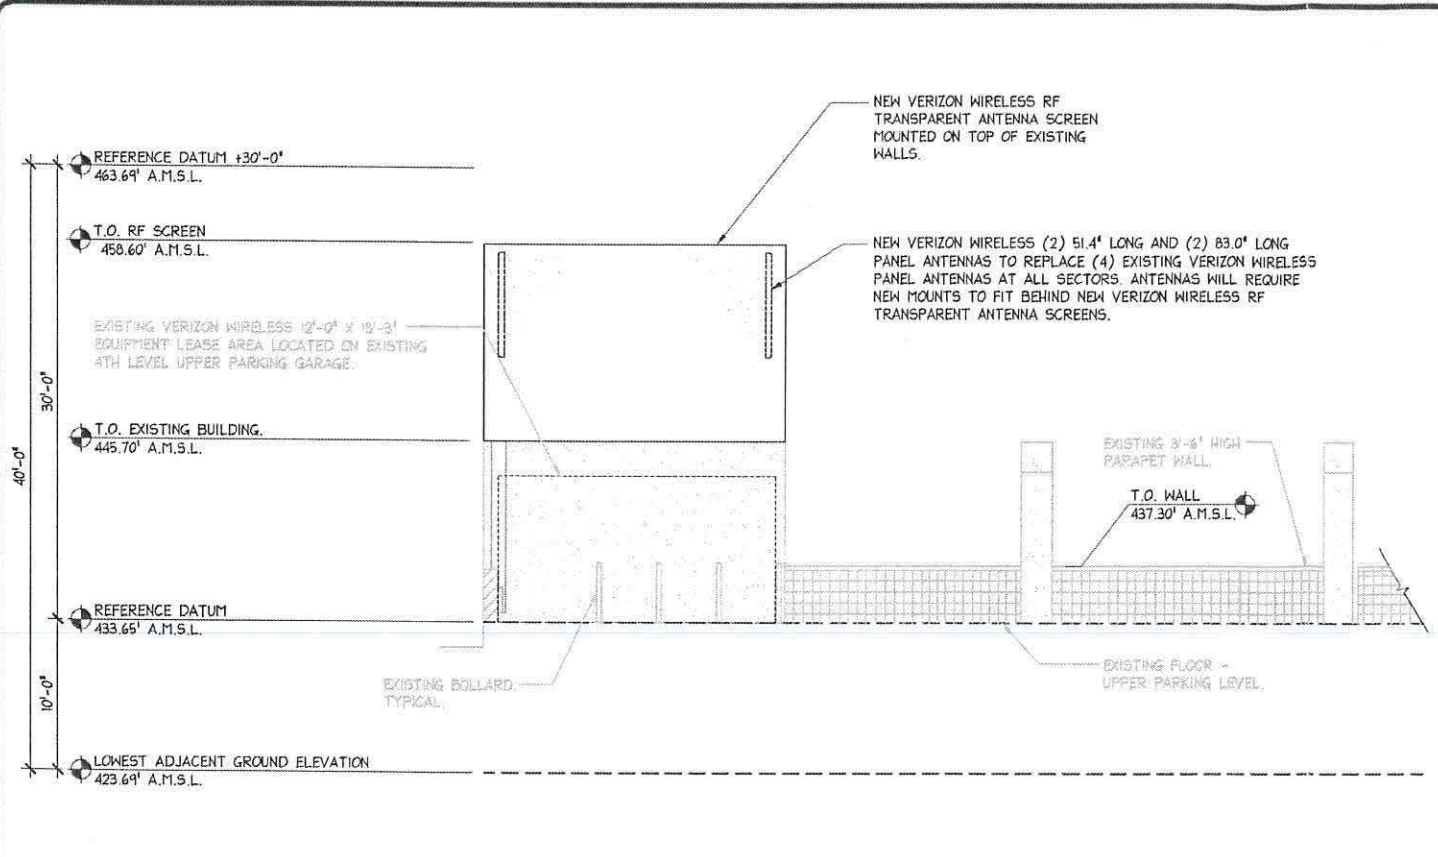 NEW VERIZON WIRELESS RF
TRANSPARENT ANTENNA SCREEN
MOUNTED ON TOP OF EXISTING
WALLS.
REFERENCE DATUM +30'-0"
463.69' A.M.S.L.
T.O. RF SCREEN
458.60' A.M.S.L.
NEW VERIZON WIRELESS (2) 51.4" LONG AND (2) 83.0" LONG
PANEL ANTENNAS TO REPLACE (4) EXISTING VERIZON WIRELESS
PANEL ANTENNAS AT ALL SECTORS. ANTENNAS WILL REQUIRE
NEW MOUNTS TO FIT BEHIND NEW VERIZON WIRELESS RF
TRANSPARENT ANTENNA SCREENS.
EXISTING VERIZON WIRELESS 12'-0" X
EQUIPMENT LEASE AREA LOCATED ON EXISTING
4TH LEVEL UPPER PARKING GARAGE.
30'-0"
40'-0"
T.O. EXISTING BUILDING.
445.70' A.M.S.L.
EXISTING 3'-6" HIGH
PARAPET WALL.
T.O. WALL
437.30' A.M.S.L.
REFERENCE DATUM
433.65' A.M.S.L.
EXISTING BOLLARD.
TYPICAL.
EXISTING FLOOR -
UPPER PARKING LEVEL.
10'-0"
LOWEST ADJACENT GROUND ELEVATION
423.69' A.M.S.L.